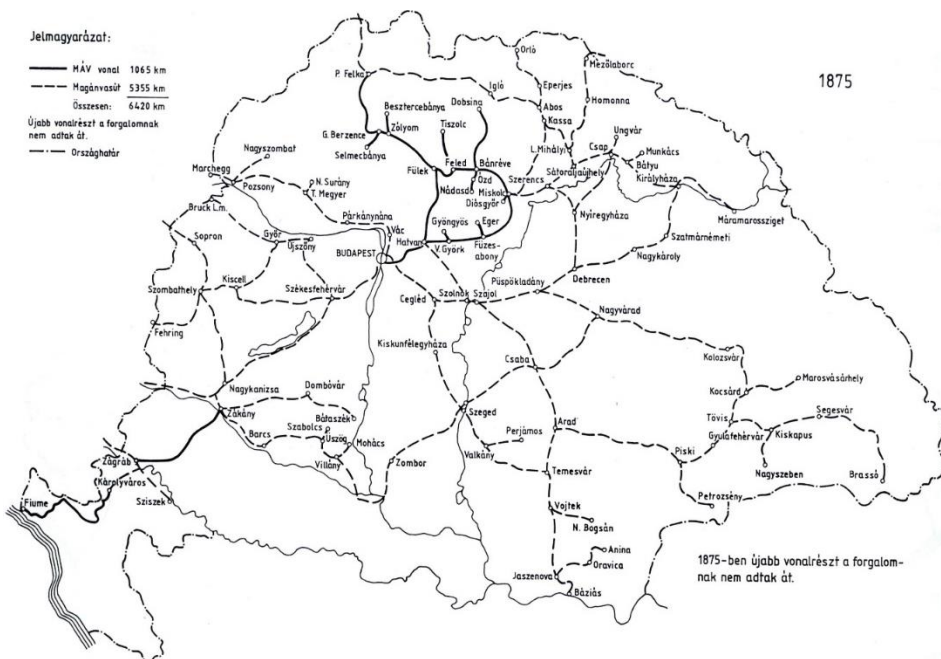 Jelmagyarázat:
MÁV vonal 1065 km
Magánvasút 5355 km
Összesen: 6420 km
Újabb vonalrészt a forgalomnak
nem adtak át.
Országhatár
1875
Orló
Mezőlaborc
P. Felka
Igló
Eperjes
Homonna
Besztercebánya
Dobsina
Abos
Kassa
G. Berzence
Zólyom
Tiszolc
Ungvár
Selmecbánya
L. Mihályi
Csap
Munkács
Nagyszombat
Feled
Bánréve
Bátyu
Marchegg
Fülek
Ózd
Szerencs
Sátoraljaújhely
Királyháza
Pozsony
N. Surány
T. Megyer
Nádasd
Miskolc
Diósgyőr
Bruck L.m.
Máramarossziget
Párkánynána
Vác
Gyöngyös
Eger
Nyíregyháza
Győr
Újszőny
Sopron
BUDAPEST
Hatvan
V. Györk
Füzes-
abony
Szatmárnémeti
Nagykároly
Kiscell
Székesfehérvár
Debrecen
Szombathely
Püspökladány
Cegléd
Szolnok
Szajol
Fehring
Nagyvárad
Kiskunfélegyháza
Kolozsvár
Csaba
Nagykanizsa
Dombóvár
Kocsárd
Marosvásárhely
Zákány
Bátaszék
Szeged
Szabolcs
Tövis
Segesvár
Barcs
Üszög
Mohács
Perjámos
Arad
Gyulafehérvár
Kiskapus
Villány
Valkány
Piski
Zágráb
Zombor
Temesvár
Nagyszeben
Brassó
Károlyváros
Sziszek
Petrozsény
Fiume
Vojtek
N. Bogsán
Anina
Oravica
Jaszenova
Báziás
1875-ben újabb vonalrészt a forgalom-
nak nem adtak át.